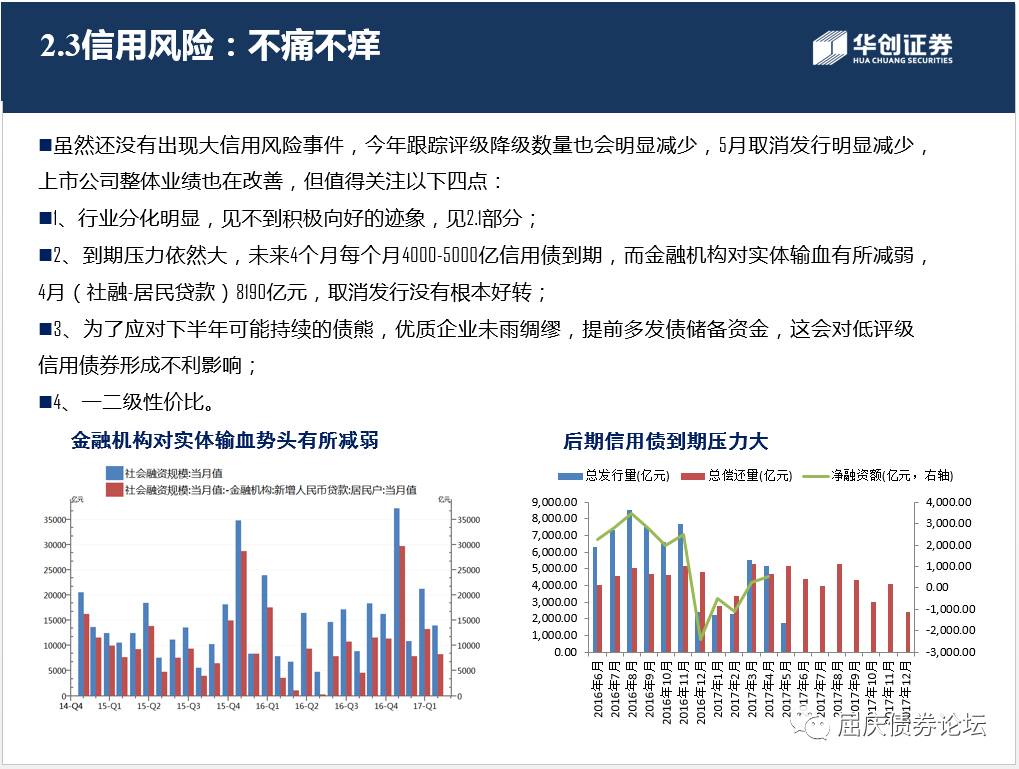 2.3信用风险：不痛不痒
华创证券
HUA CHUANG SECURITIES
■虽然还没有出现大信用风险事件，今年跟踪评级降级数量也会明显减少，5月取消发行明显减少，
上市公司整体业绩也在改善，但值得关注以下四点：
■1、行业分化明显，见不到积极向好的迹象，见2.1部分；
■2、到期压力依然大，未来4个月每个月4000-5000亿信用债到期，而金融机构对实体输血有所减弱，
4月（社融-居民贷款）8190亿元，取消发行没有根本好转；
■3、为了应对下半年可能持续的债熊，优质企业未雨绸缪，提前多发债储备资金，这会对低评级
信用债券形成不利影响；
■4、一二级性价比。
金融机构对实体输血势头有所减弱
社会融资规模:当月值
社会融资规模:当月值:-金融机构:新增人民币贷款:居民户:当月值
亿元 亿元
35000 35000
30000 30000
25000 25000
20000 20000
15000 15000
10000 10000
5000 5000
0 0
14-Q4 15-Q1 15-Q2 15-Q3 15-Q4 16-Q1 16-Q2 16-Q3 16-Q4 17-Q1
后期信用债到期压力大
总发行量(亿元) 总偿还量(亿元) 净融资额(亿元，右轴)
9,000.00 4,000.00
8,000.00 3,000.00
7,000.00 2,000.00
6,000.00 1,000.00
5,000.00 0.00
4,000.00 -1,000.00
3,000.00 -2,000.00
2,000.00 -3,000.00
1,000.00
0.00
2016年6月
2016年7月
2016年8月
2016年9月
2016年10月
2016年11月
2016年12月
2017年1月
2017年2月
2017年3月
2017年4月
2017年5月
2017年6月
2017年7月
2017年8月
2017年9月
2017年10月
2017年11月
2017年12月
屈庆债券论坛